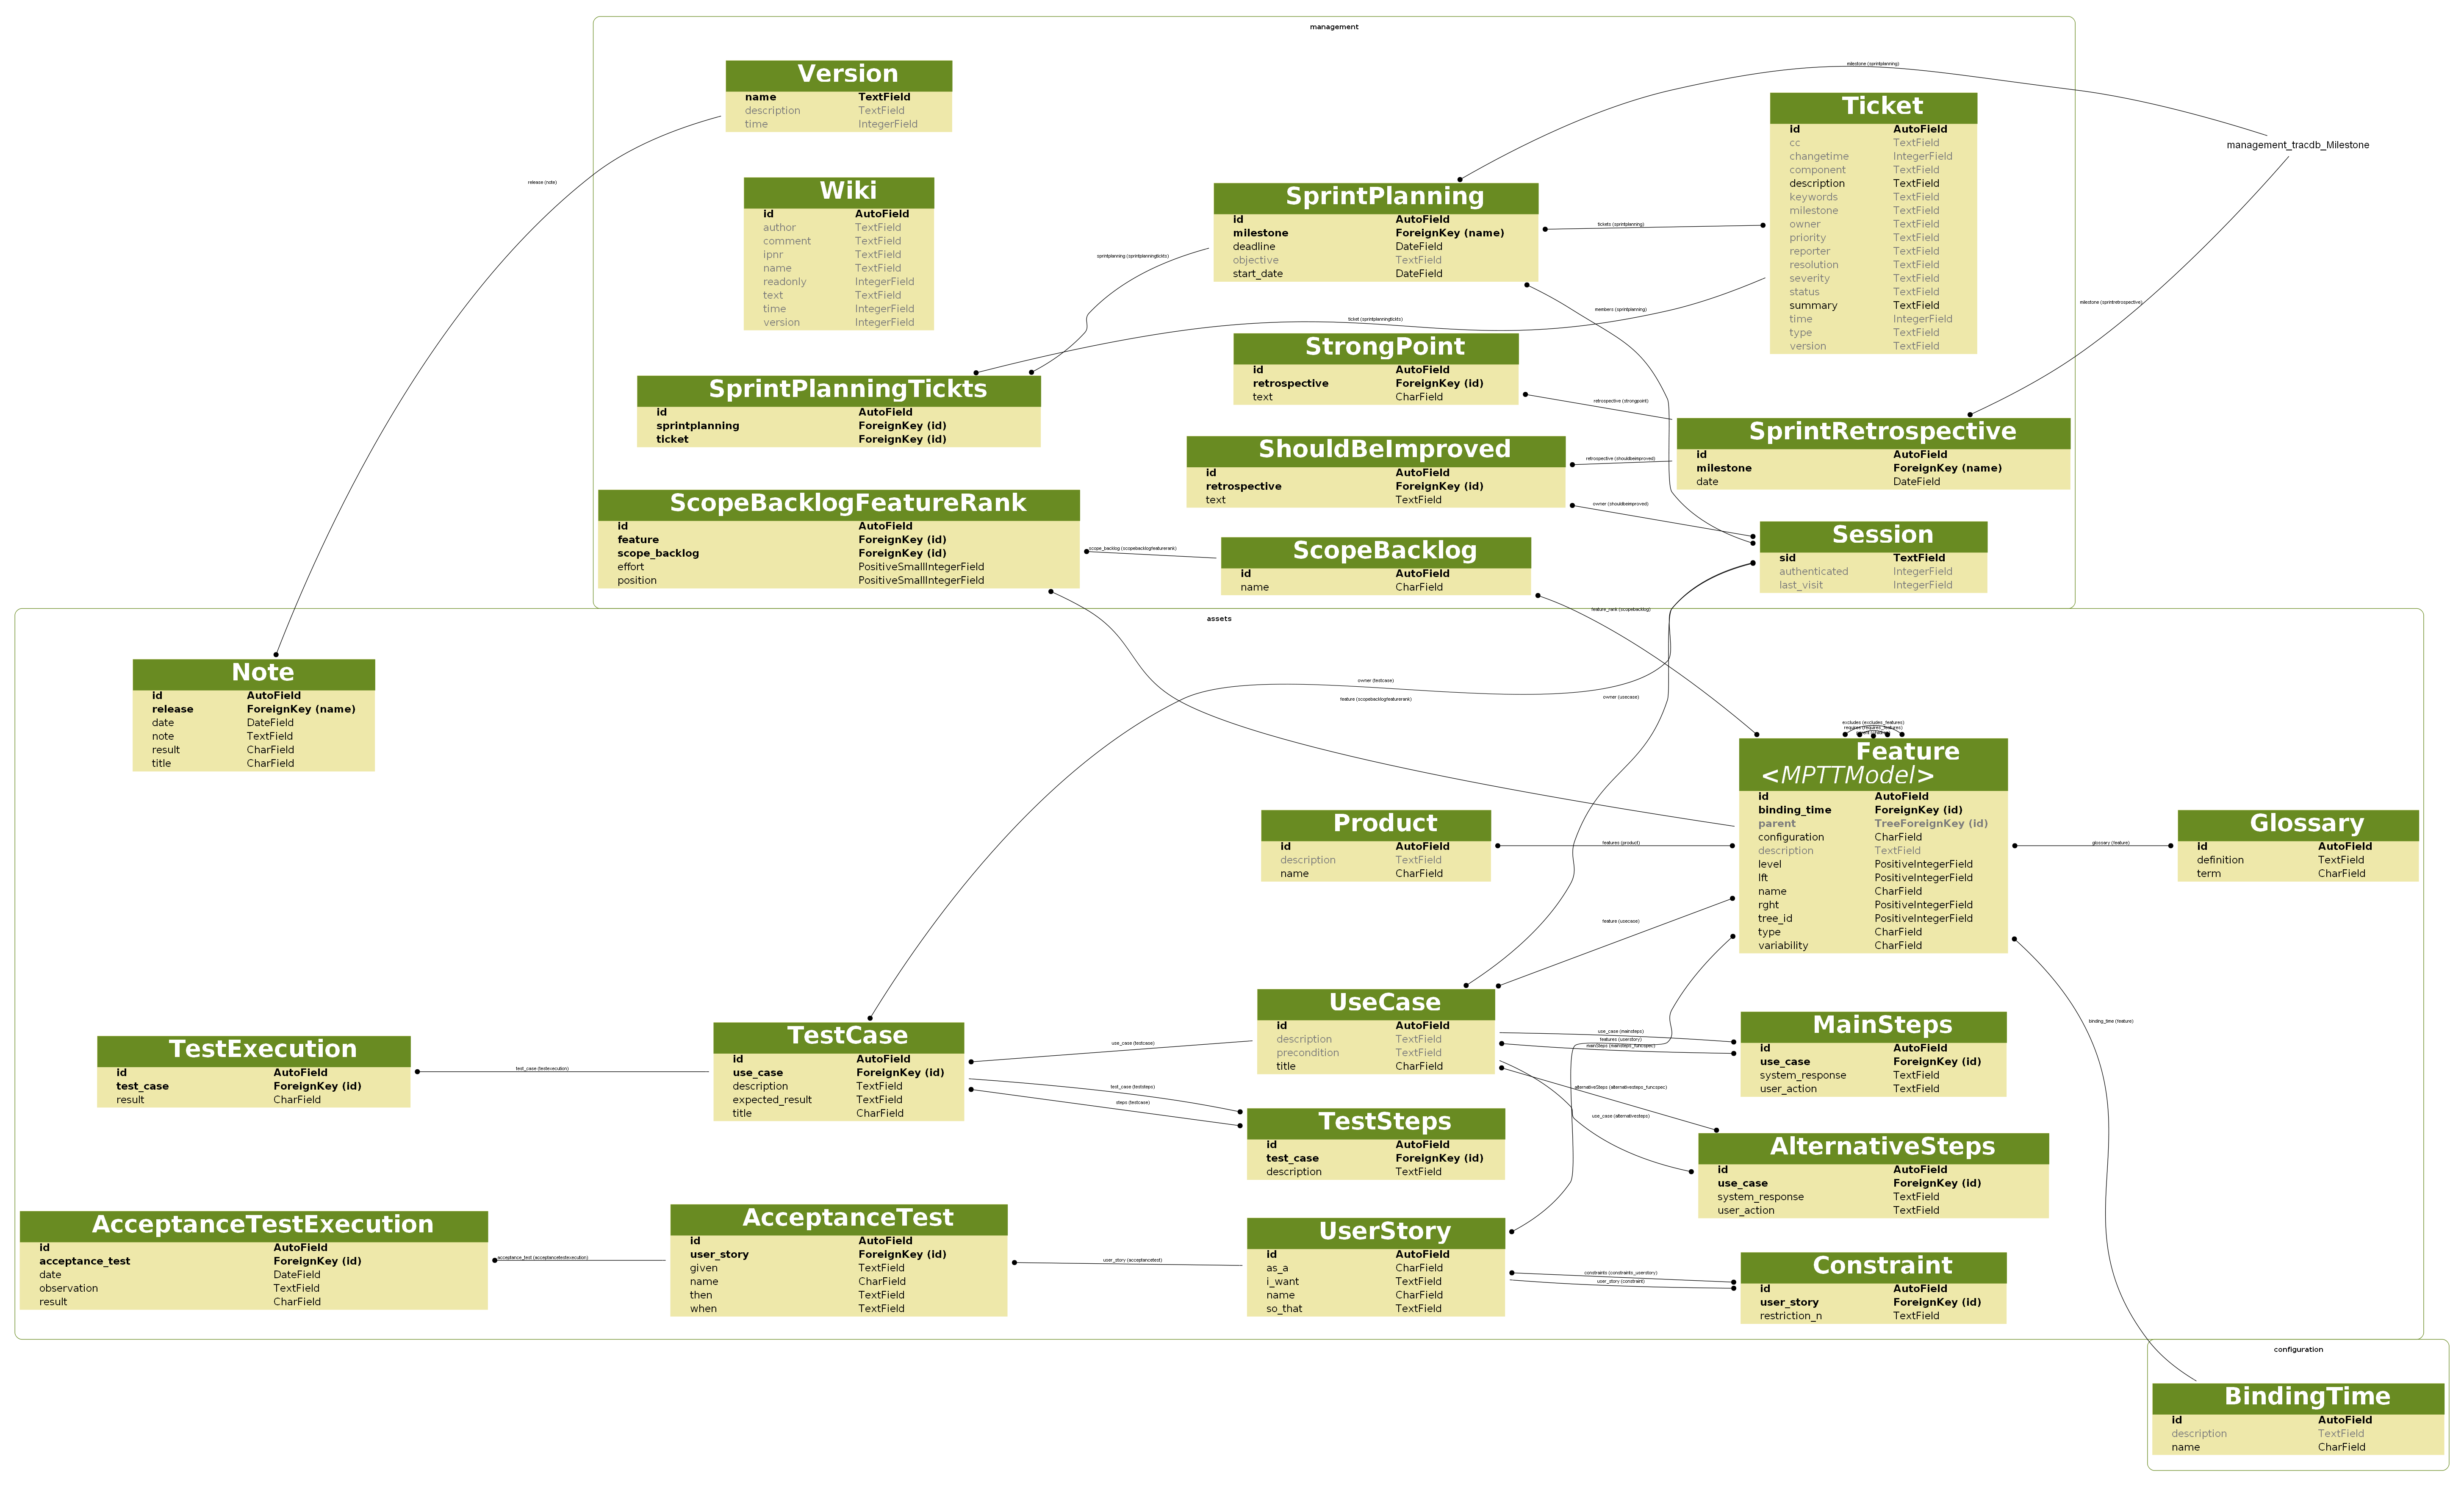 management
Version
name TextField
description TextField
time IntegerField
release (note)
Wiki
id AutoField
author TextField
comment TextField
ipnr TextField
name TextField
readonly IntegerField
text TextField
time IntegerField
version IntegerField
milestone (sprintplanning)
management_tracdb_Milestone
SprintPlanning
id AutoField
milestone ForeignKey (name)
deadline DateField
objective TextField
start_date DateField
tickets (sprintplanning)
sprintplanning (sprintplanningtickts)
Ticket
id AutoField
cc TextField
changetime IntegerField
component TextField
description TextField
keywords TextField
milestone TextField
owner TextField
priority TextField
reporter TextField
resolution TextField
severity TextField
status TextField
summary TextField
time IntegerField
type TextField
version TextField
milestone (sprintretrospective)
members (sprintplanning)
ticket (sprintplanningtickts)
SprintPlanningTickts
id AutoField
sprintplanning ForeignKey (id)
ticket ForeignKey (id)
StrongPoint
id AutoField
retrospective ForeignKey (id)
text CharField
retrospective (strongpoint)
SprintRetrospective
id AutoField
milestone ForeignKey (name)
date DateField
ShouldBeImproved
id AutoField
retrospective ForeignKey (id)
text TextField
retrospective (shouldbeimproved)
owner (shouldbeimproved)
ScopeBacklogFeatureRank
id AutoField
feature ForeignKey (id)
scope_backlog ForeignKey (id)
effort PositiveSmallIntegerField
position PositiveSmallIntegerField
scope_backlog (scopebacklogfeaturerank)
ScopeBacklog
id AutoField
name CharField
Session
sid TextField
authenticated IntegerField
last_visit IntegerField
feature_rank (scopebacklog)
assets
Note
id AutoField
release ForeignKey (name)
date DateField
note TextField
result CharField
title CharField
owner (testcase)
feature (scopebacklogfeaturerank)
owner (usecase)
excludes (excludes_features)
requires (requires_features)
Feature
<MPTTModel>
id AutoField
binding_time ForeignKey (id)
parent TreeForeignKey (id)
configuration CharField
description TextField
level PositiveIntegerField
lft PositiveIntegerField
name CharField
rght PositiveIntegerField
tree_id PositiveIntegerField
type CharField
variability CharField
Product
id AutoField
description TextField
name CharField
features (product)
glossary (feature)
Glossary
id AutoField
definition TextField
term CharField
feature (usecase)
binding_time (feature)
UseCase
id AutoField
description TextField
precondition TextField
title CharField
use_case (mainsteps)
features (userstory)
mainSteps (mainsteps_funcspec)
MainSteps
id AutoField
use_case ForeignKey (id)
system_response TextField
user_action TextField
TestExecution
id AutoField
test_case ForeignKey (id)
result CharField
test_case (testexecution)
TestCase
id AutoField
use_case ForeignKey (id)
description TextField
expected_result TextField
title CharField
use_case (testcase)
test_case (teststeps)
steps (testcase)
alternativeSteps (alternativesteps_funcspec)
use_case (alternativesteps)
TestSteps
id AutoField
test_case ForeignKey (id)
description TextField
AlternativeSteps
id AutoField
use_case ForeignKey (id)
system_response TextField
user_action TextField
AcceptanceTestExecution
id AutoField
acceptance_test ForeignKey (id)
date DateField
observation TextField
result CharField
acceptance_test (acceptancetestexecution)
AcceptanceTest
id AutoField
user_story ForeignKey (id)
given TextField
name CharField
then TextField
when TextField
user_story (acceptancetest)
UserStory
id AutoField
as_a CharField
i_want TextField
name CharField
so_that TextField
constraints (constraints_userstory)
user_story (constraint)
Constraint
id AutoField
user_story ForeignKey (id)
restriction_n TextField
configuration
BindingTime
id AutoField
description TextField
name CharField